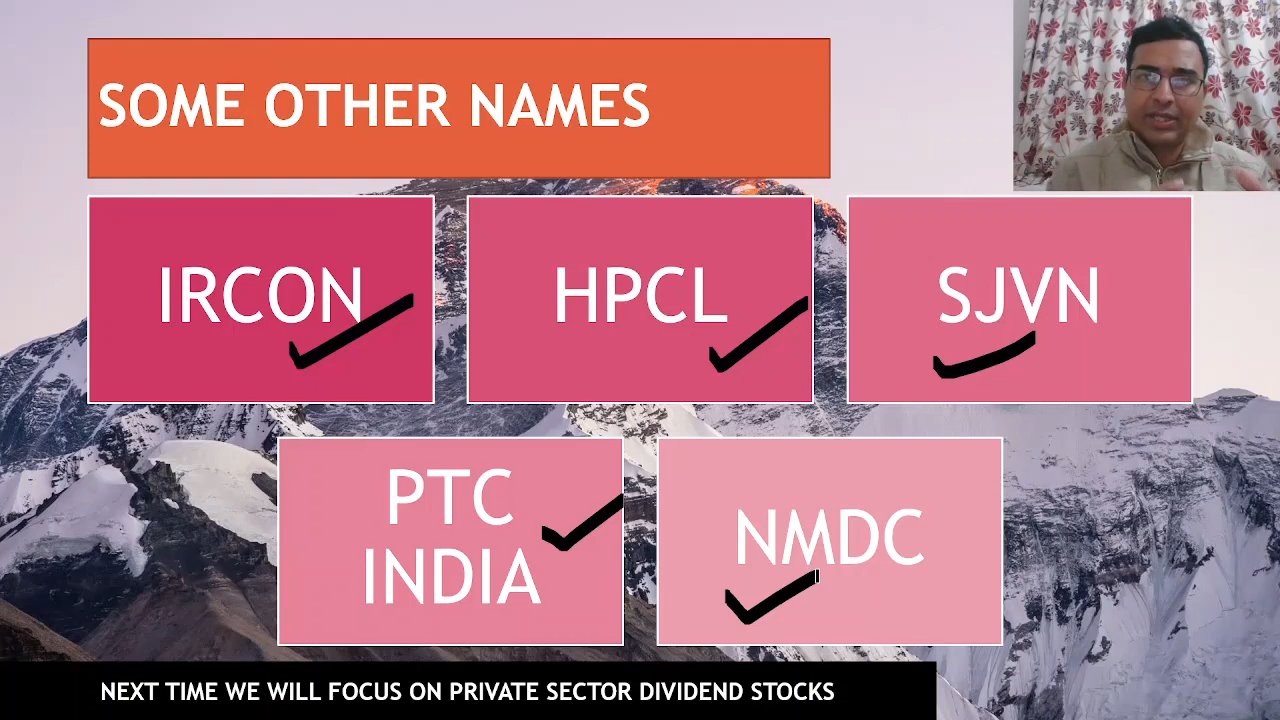 SOME OTHER NAMES
IRCON
HPCL
SJVN
PTC
INDIA
NMDC
NEXT TIME WE WILL FOCUS ON PRIVATE SECTOR DIVIDEND STOCKS